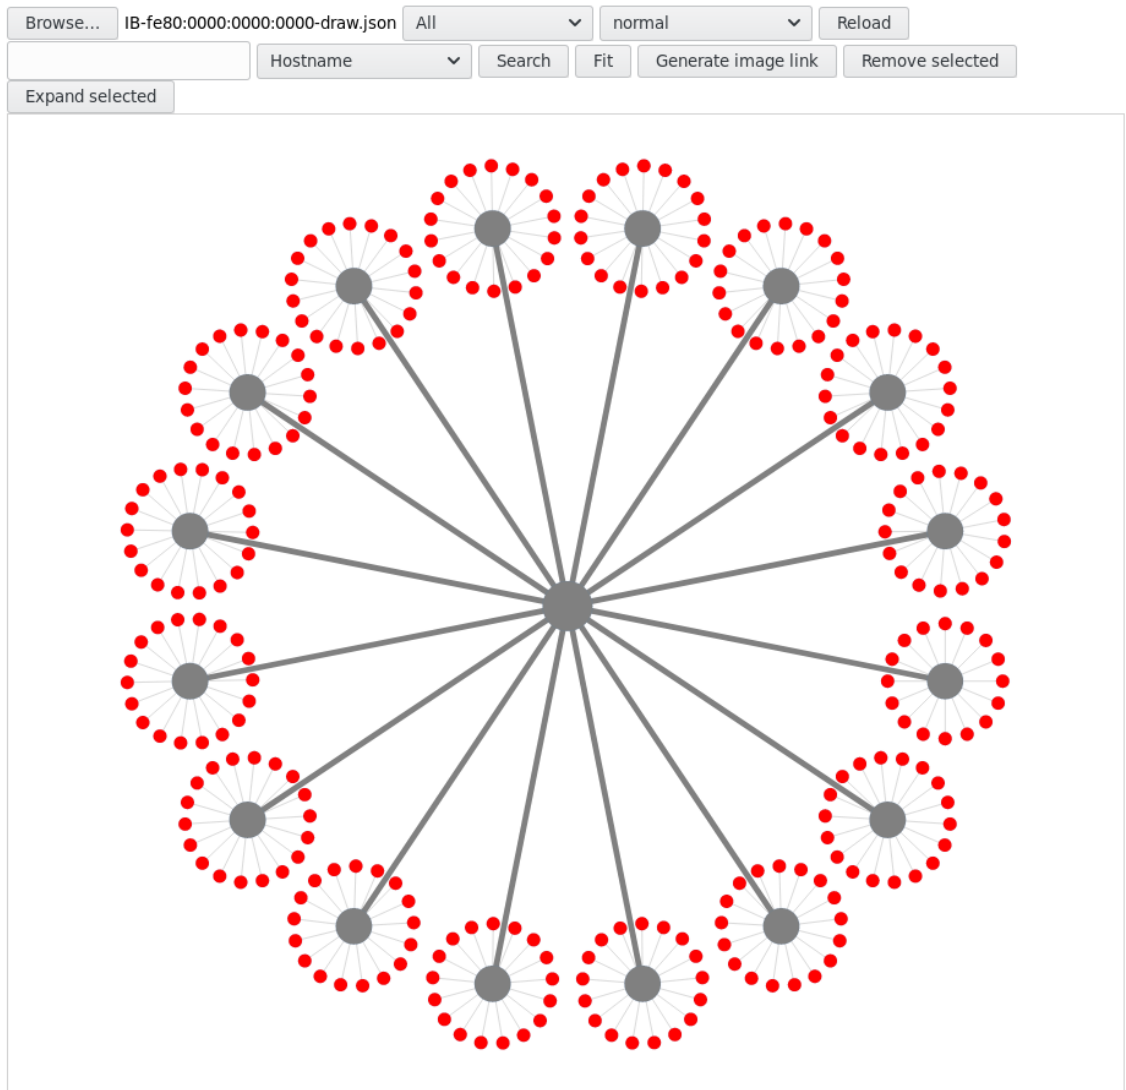 Browse... IB-fe80:0000:0000:0000-draw.json All normal Reload
Hostname Search Fit Generate image link Remove selected
Expand selected